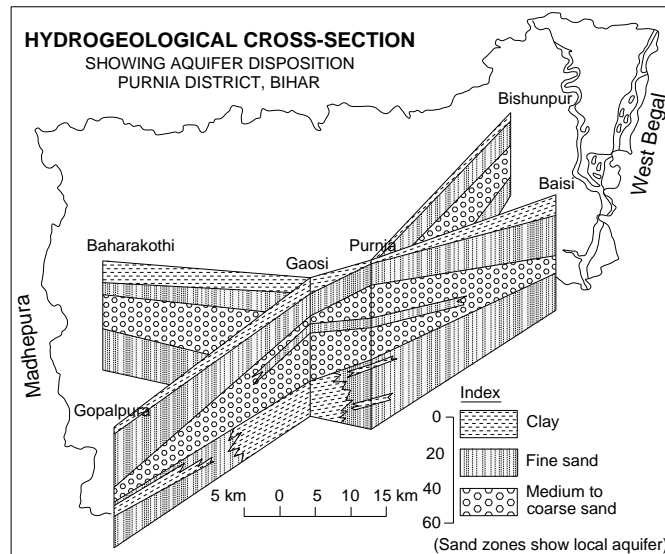 HYDROGEOLOGICAL CROSS-SECTION
SHOWING AQUIFER DISPOSITION
PURNIA DISTRICT, BIHAR
Bishunpur
West Begal
Baisi
Purnia
Baharakothi
Gaosi
Madhepura
Gopalpura
Index
0
20
40
60
Clay
Fine sand
Medium to
coarse sand
5 km 0 5 10 15 km
(Sand zones show local aquifer)